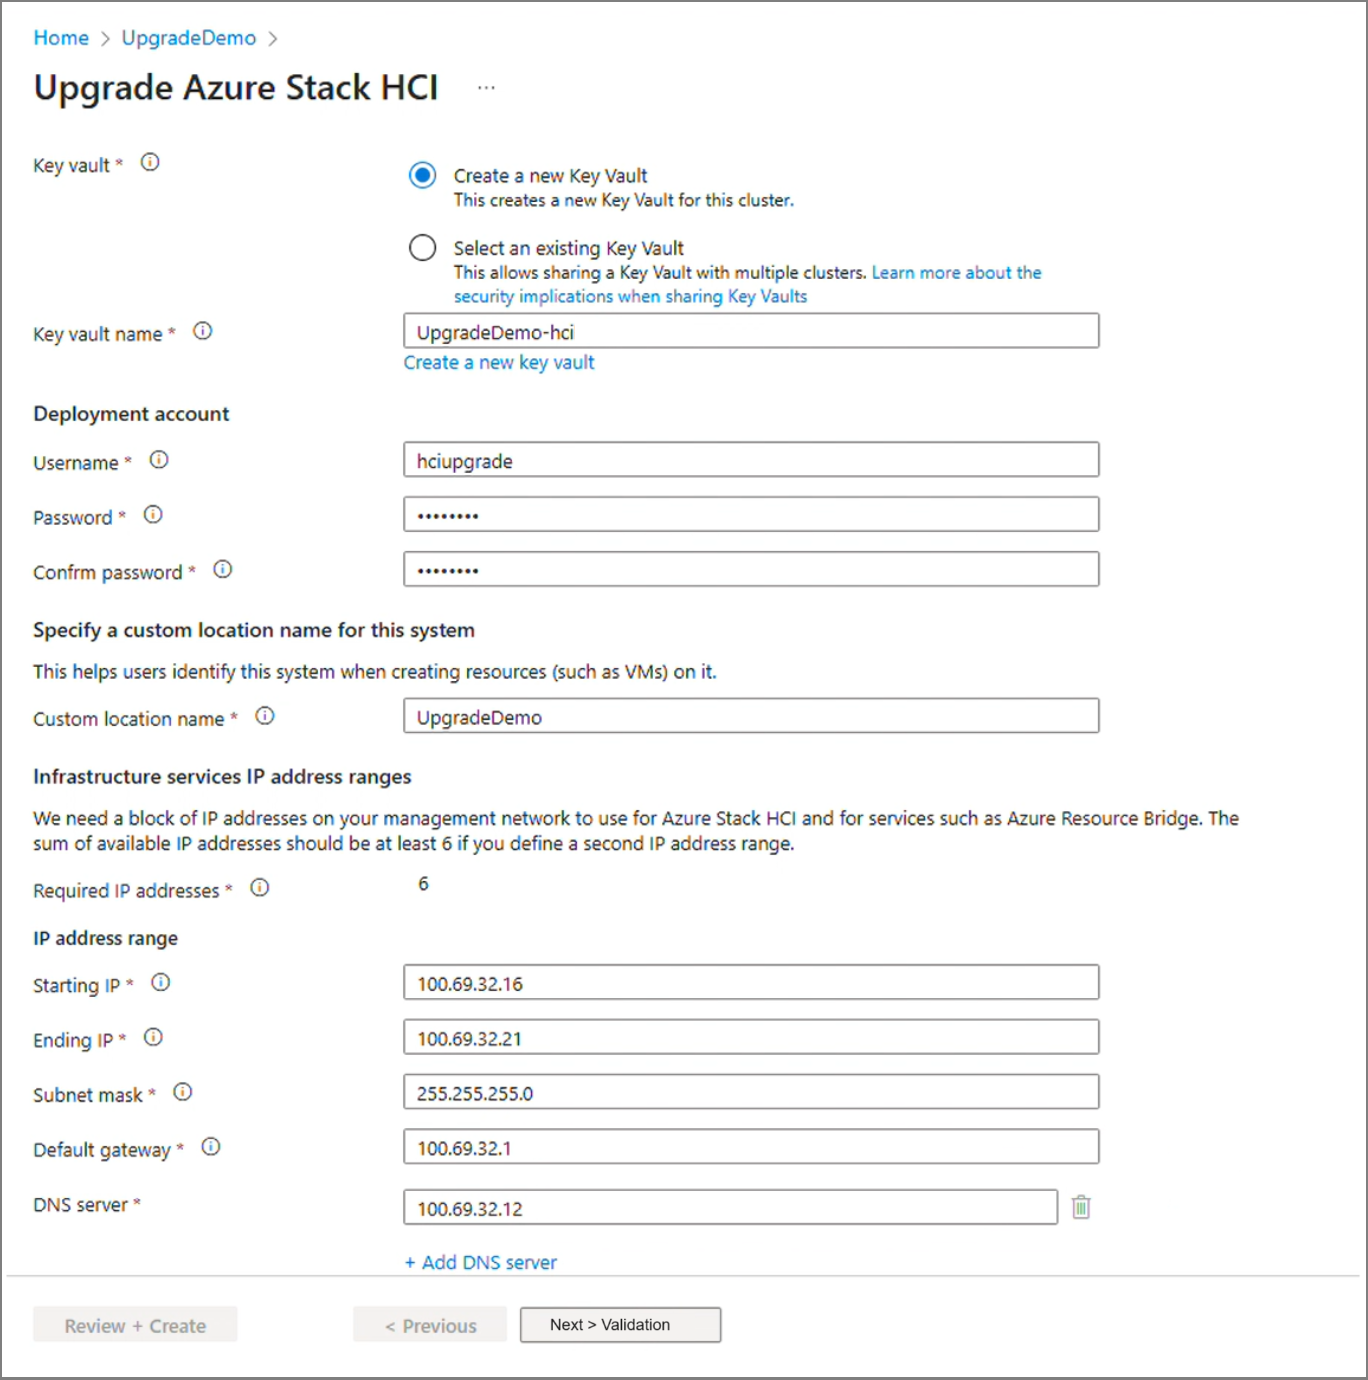 Home > UpgradeDemo >
Upgrade Azure Stack HCI ...
Key vault *
Create a new Key Vault
This creates a new Key Vault for this cluster.
Select an existing Key Vault
This allows sharing a Key Vault with multiple clusters. Learn more about the
security implications when sharing Key Vaults
Key vault name * UpgradeDemo-hci
Create a new key vault
Deployment account
Username * hciupgrade
Password * ••••••••
Confrm password * ••••••••
Specify a custom location name for this system
This helps users identify this system when creating resources (such as VMs) on it.
Custom location name * UpgradeDemo
Infrastructure services IP address ranges
We need a block of IP addresses on your management network to use for Azure Stack HCI and for services such as Azure Resource Bridge. The
sum of available IP addresses should be at least 6 if you define a second IP address range.
Required IP addresses * 6
IP address range
Starting IP * 100.69.32.16
Ending IP * 100.69.32.21
Subnet mask * 255.255.255.0
Default gateway * 100.69.32.1
DNS server * 100.69.32.12
+ Add DNS server
Review + Create < Previous Next > Validation